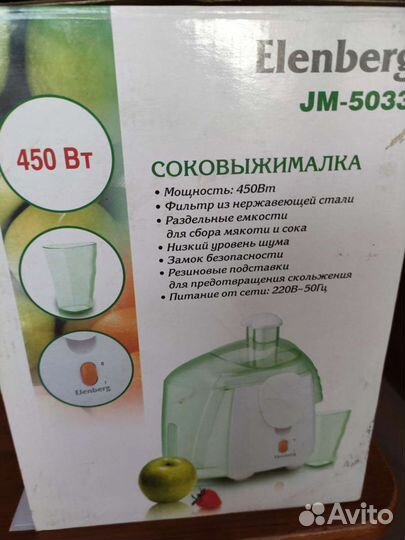 Elenberg
JM-5033
450 Вт
СОКОВЫЖИМАЛКА
• Мощность: 450Вт
• Фильтр из нержавеющей стали
• Раздельные емкости
для сбора мякоти и сока
• Низкий уровень шума
• Замок безопасности
• Резиновые подставки
для предотвращения скольжения
• Питание от сети: 220В~50Гц
Elenberg
Elenberg
Avito